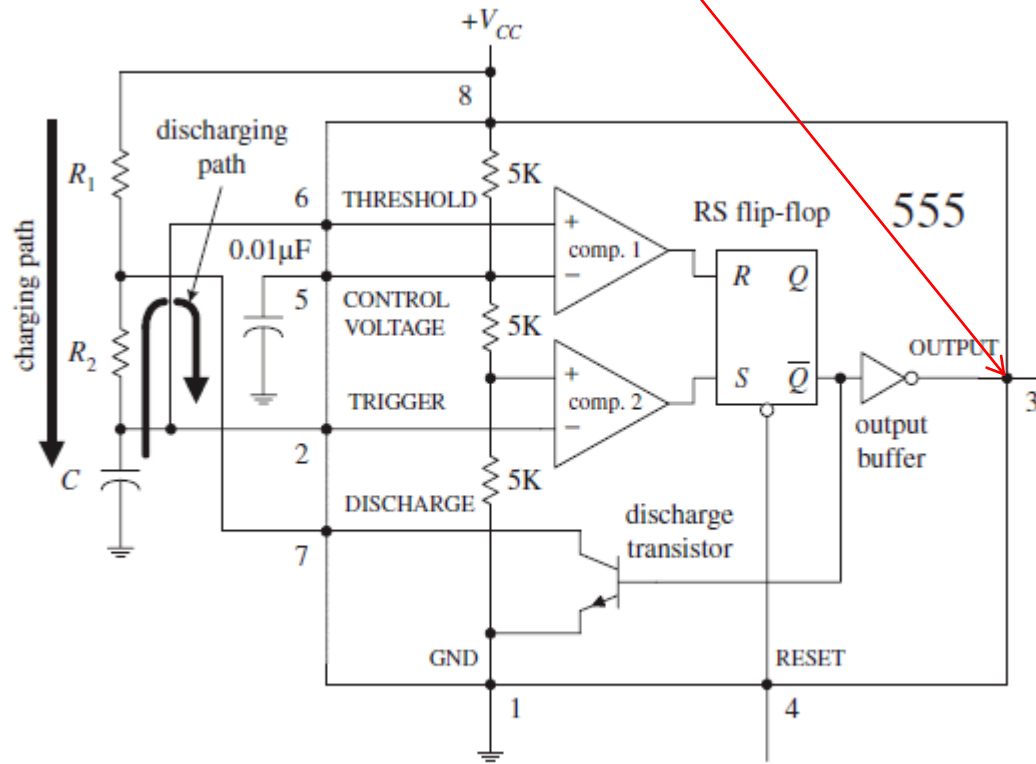 +V_CC
8
discharging
path
charging path
R₁
R₂
C
6
THRESHOLD
5K
0.01µF
5
CONTROL
VOLTAGE
5K
TRIGGER
2
5K
DISCHARGE
7
+
comp. 1
−
+
comp. 2
−
RS flip-flop
555
R Q
S Q̅
OUTPUT
3
output
buffer
discharge
transistor
GND
RESET
1
4